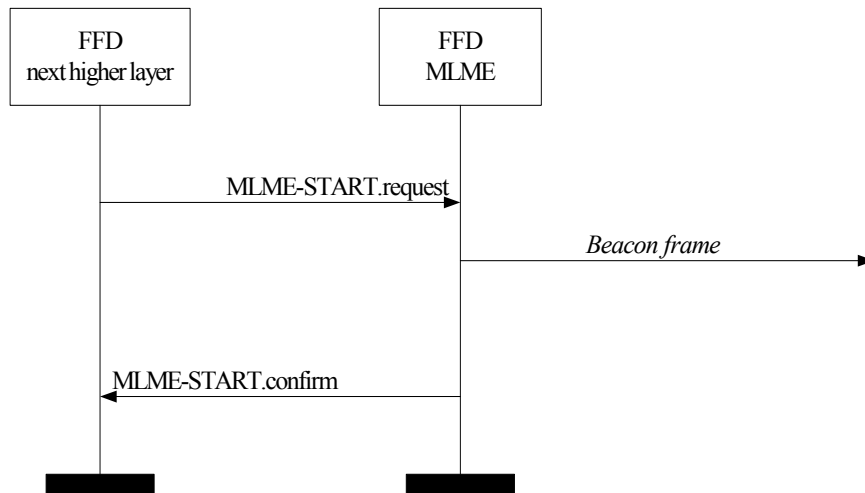 FFD
next higher layer
FFD
MLME
MLME-START.request
Beacon frame
MLME-START.confirm